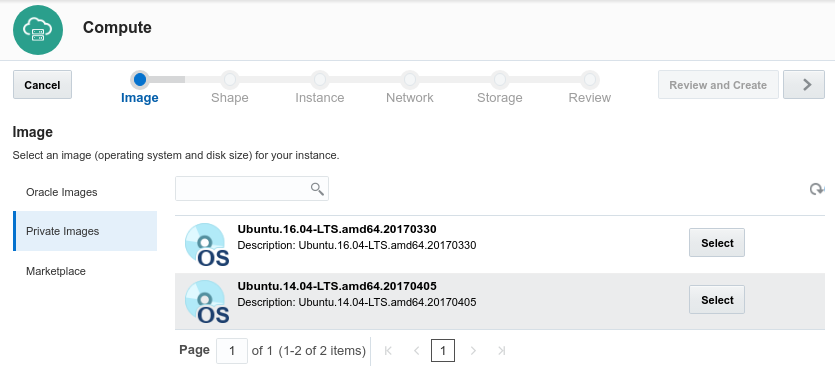 Compute
Cancel
Image Shape Instance Network Storage Review
Review and Create
Image
Select an image (operating system and disk size) for your instance.
Oracle Images
Private Images
Marketplace
OS
Ubuntu.16.04-LTS.amd64.20170330
Description: Ubuntu.16.04-LTS.amd64.20170330
Select
OS
Ubuntu.14.04-LTS.amd64.20170405
Description: Ubuntu.14.04-LTS.amd64.20170405
Select
Page 1 of 1 (1-2 of 2 items) 1